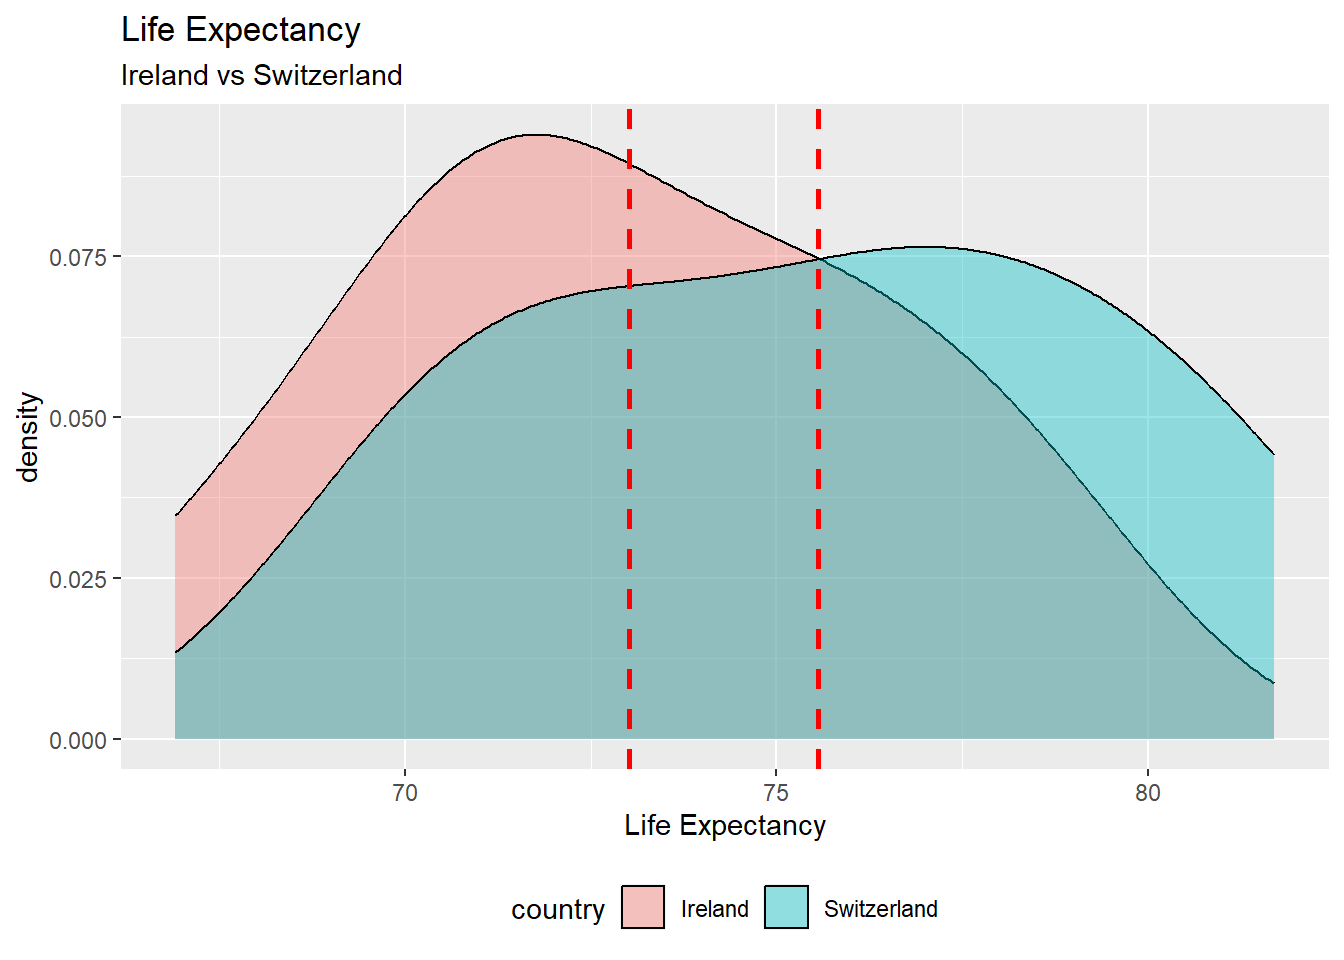 Life Expectancy
Ireland vs Switzerland
density
0.075
0.050
0.025
0.000
70 75 80
Life Expectancy
country Ireland Switzerland